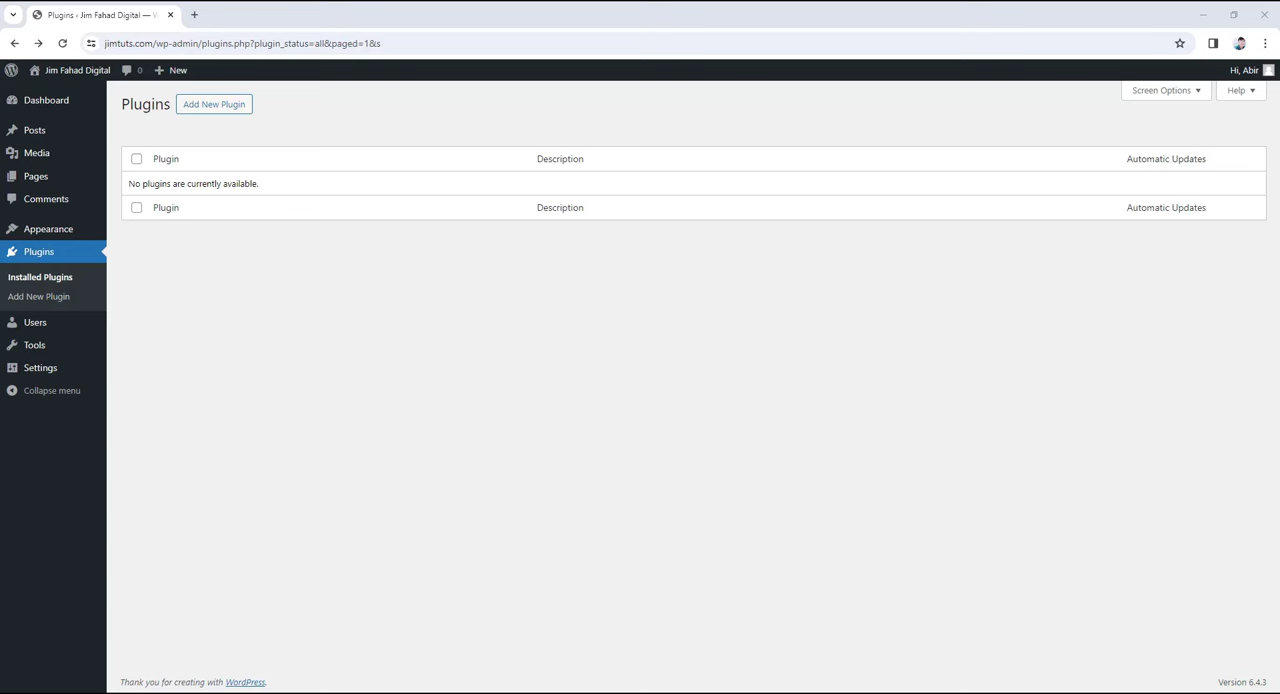 Plugins ‹ Jim Fahad Digital —
jimtuts.com/wp-admin/plugins.php?plugin_status=all&paged=1&s
Jim Fahad Digital 0 New Hi, Abir
Screen Options Help
Plugins Add New Plugin
Dashboard
Posts
Media
Pages
Comments
Appearance
Plugins
Installed Plugins
Add New Plugin
Users
Tools
Settings
Collapse menu
Plugin Description Automatic Updates
No plugins are currently available.
Plugin Description Automatic Updates
Thank you for creating with WordPress. Version 6.4.3